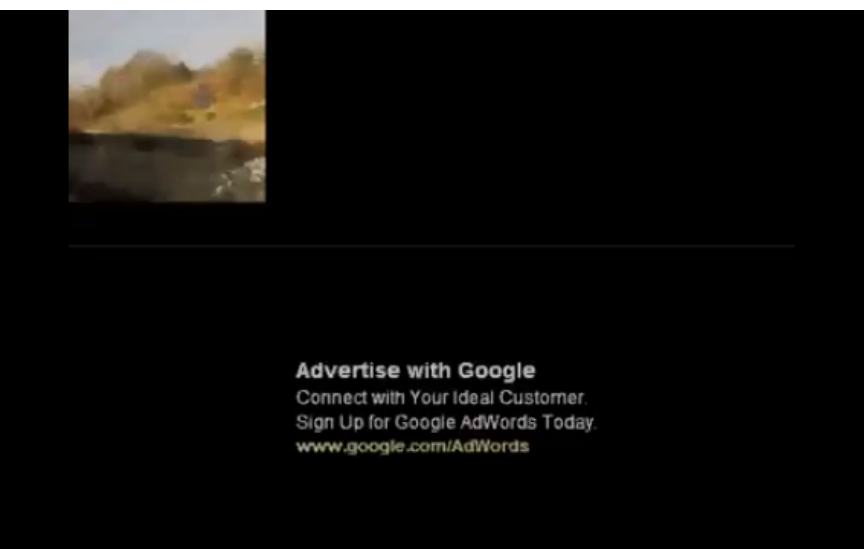 Advertise with Google
Connect with Your Ideal Customer.
Sign Up for Google AdWords Today.
www.google.com/AdWords